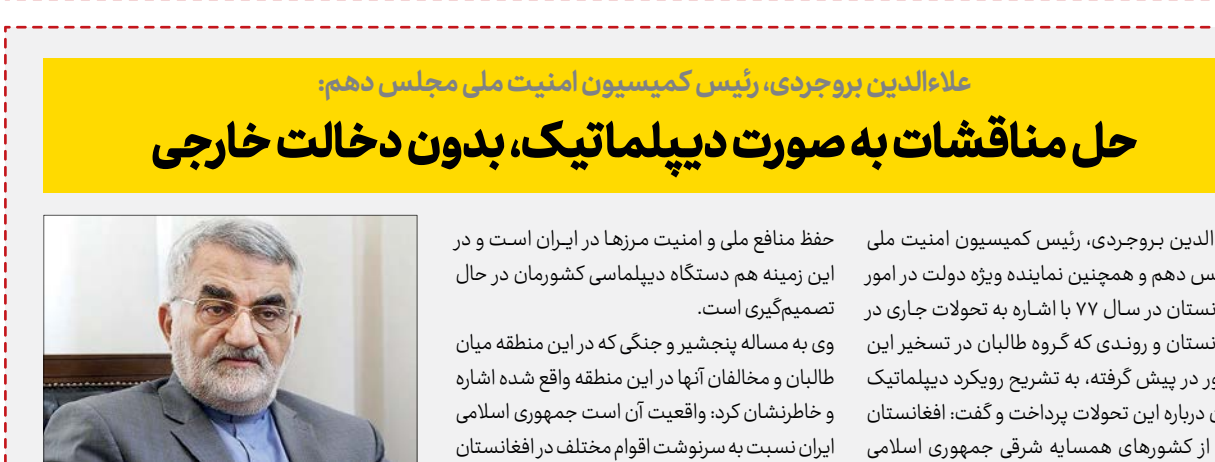 علاءالدین بروجردی، رئیس کمیسیون امنیت ملی مجلس دهم:
حل مناقشات به صورت دیپلماتیک، بدون دخالت خارجی
الدین بروجردی، رئیس کمیسیون امنیت ملی
دهم و همچنین نماینده ویژه دولت در امور
در سال ۷۷ با اشاره به تحولات جاری در
و روندی که گروه طالبان در تسخیر این
در پیش گرفته، به تشریح رویکرد دیپلماتیک
درباره این تحولات پرداخت و گفت: افغانستان
از کشورهای همسایه شرقی جمهوری اسلامی
حفظ منافع ملی و امنیت مرزها در ایران است و در
این زمینه هم دستگاه دیپلماسی کشورمان در حال
تصمیم‌گیری است.
وی به مساله پنجشیر و جنگی که در این منطقه میان
طالبان و مخالفان آنها در این منطقه واقع شده اشاره
و خاطرنشان کرد: واقعیت آن است جمهوری اسلامی
ایران نسبت به سرنوشت اقوام مختلف در افغانستان